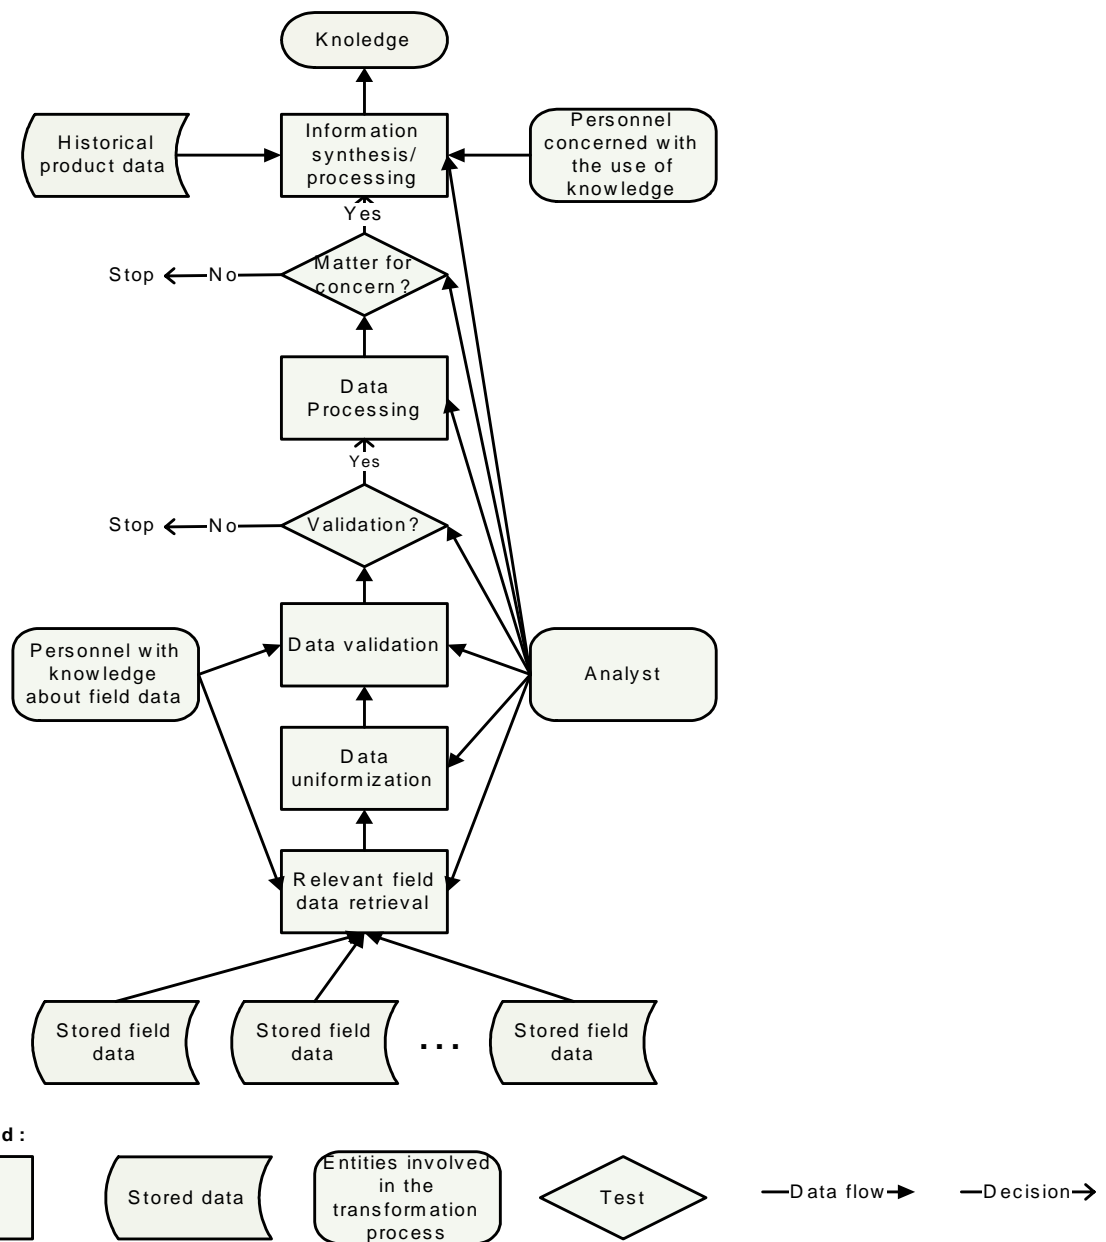 Knoledge
Historical
product data
Information
synthesis/
processing
Personnel
concerned with
the use of
knowledge
Yes
Stop
No
Matter for
concern?
Data
Processing
Yes
Stop
No
Validation?
Personnel with
knowledge
about field data
Data validation
Analyst
Data
uniformization
Relevant field
data retrieval
Stored field
data
Stored field
data
...
Stored field
data
d:
Stored data
Entities involved
in the
transformation
process
Test
Data flow
Decision